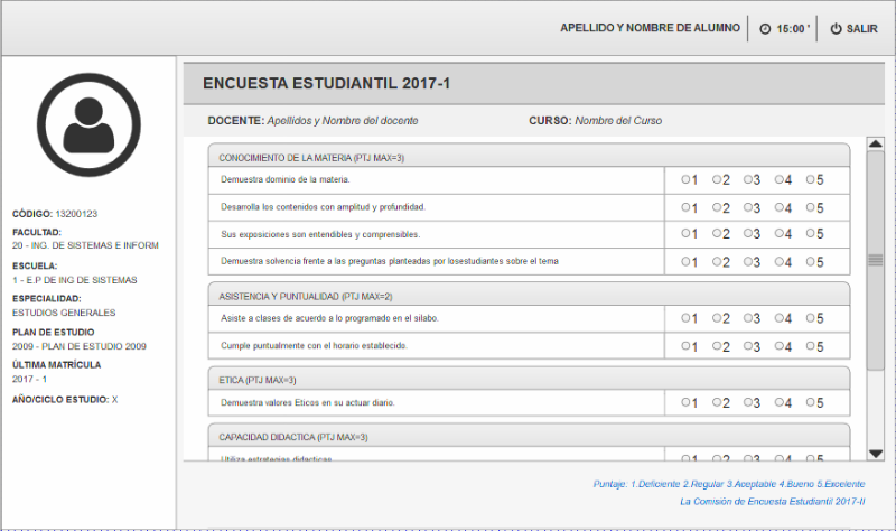 APELLIDO Y NOMBRE DE ALUMNO 15:00 ' SALIR
ENCUESTA ESTUDIANTIL 2017-1
DOCENTE: Apellidos y Nombre del docente CURSO: Nombre del Curso
CÓDIGO: 13200123
FACULTAD:
20 - ING. DE SISTEMAS E INFORM
ESCUELA:
1 - E.P DE ING DE SISTEMAS
ESPECIALIDAD:
ESTUDIOS GENERALES
PLAN DE ESTUDIO
2009 - PLAN DE ESTUDIO 2009
ÚLTIMA MATRÍCULA
2017 - 1
AÑO/CICLO ESTUDIO: X
CONOCIMIENTO DE LA MATERIA (PTJ MAX=3)
Demuestra dominio de la materia. 1 2 3 4 5
Desarrolla los contenidos con amplitud y profundidad. 1 2 3 4 5
Sus exposiciones son entendibles y comprensibles. 1 2 3 4 5
Demuestra solvencia frente a las preguntas planteadas por losestudiantes sobre el tema 1 2 3 4 5
ASISTENCIA Y PUNTUALIDAD (PTJ MAX=2)
Asiste a clases de acuerdo a lo programado en el silabo. 1 2 3 4 5
Cumple puntualmente con el horario establecido. 1 2 3 4 5
ETICA (PTJ MAX=3)
Demuestra valores Eticos en su actuar diario. 1 2 3 4 5
CAPACIDAD DIDACTICA (PTJ MAX=3)
Utiliza estrategias didacticas 1 2 3 4 5
Puntaje: 1.Deficiente 2.Regular 3.Aceptable 4.Bueno 5.Excelente
La Comisión de Encuesta Estudiantil 2017-II